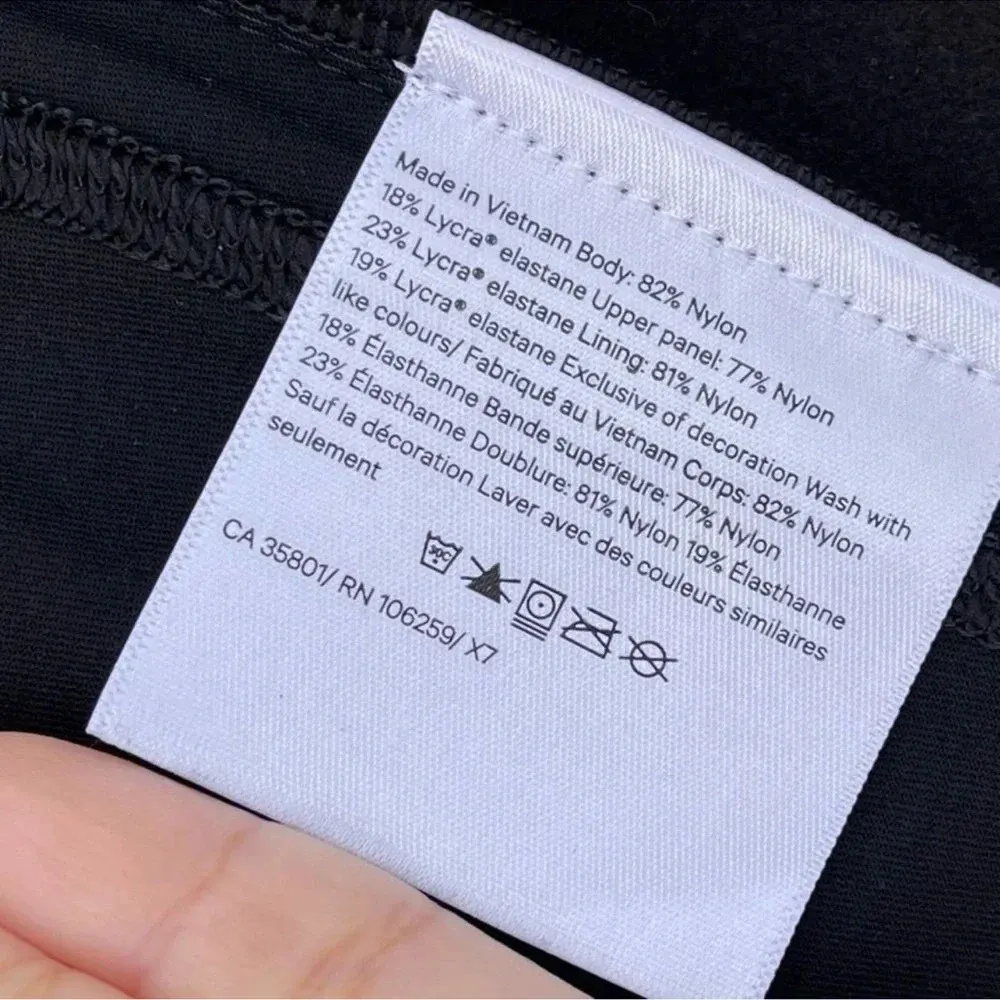 Made in Vietnam Body: 82% Nylon
18% Lycra® elastane Upper panel: 77% Nylon
23% Lycra® elastane Lining: 81% Nylon
19% Lycra® elastane Exclusive of decoration Wash with
like colours/ Fabriqué au Vietnam Corps: 82% Nylon
18% Élasthanne Bande supérieure: 77% Nylon
23% Élasthanne Doublure: 81% Nylon 19% Élasthanne
Sauf la décoration Laver avec des couleurs similaires
seulement
30C
CA 35801/ RN 106259/ X7